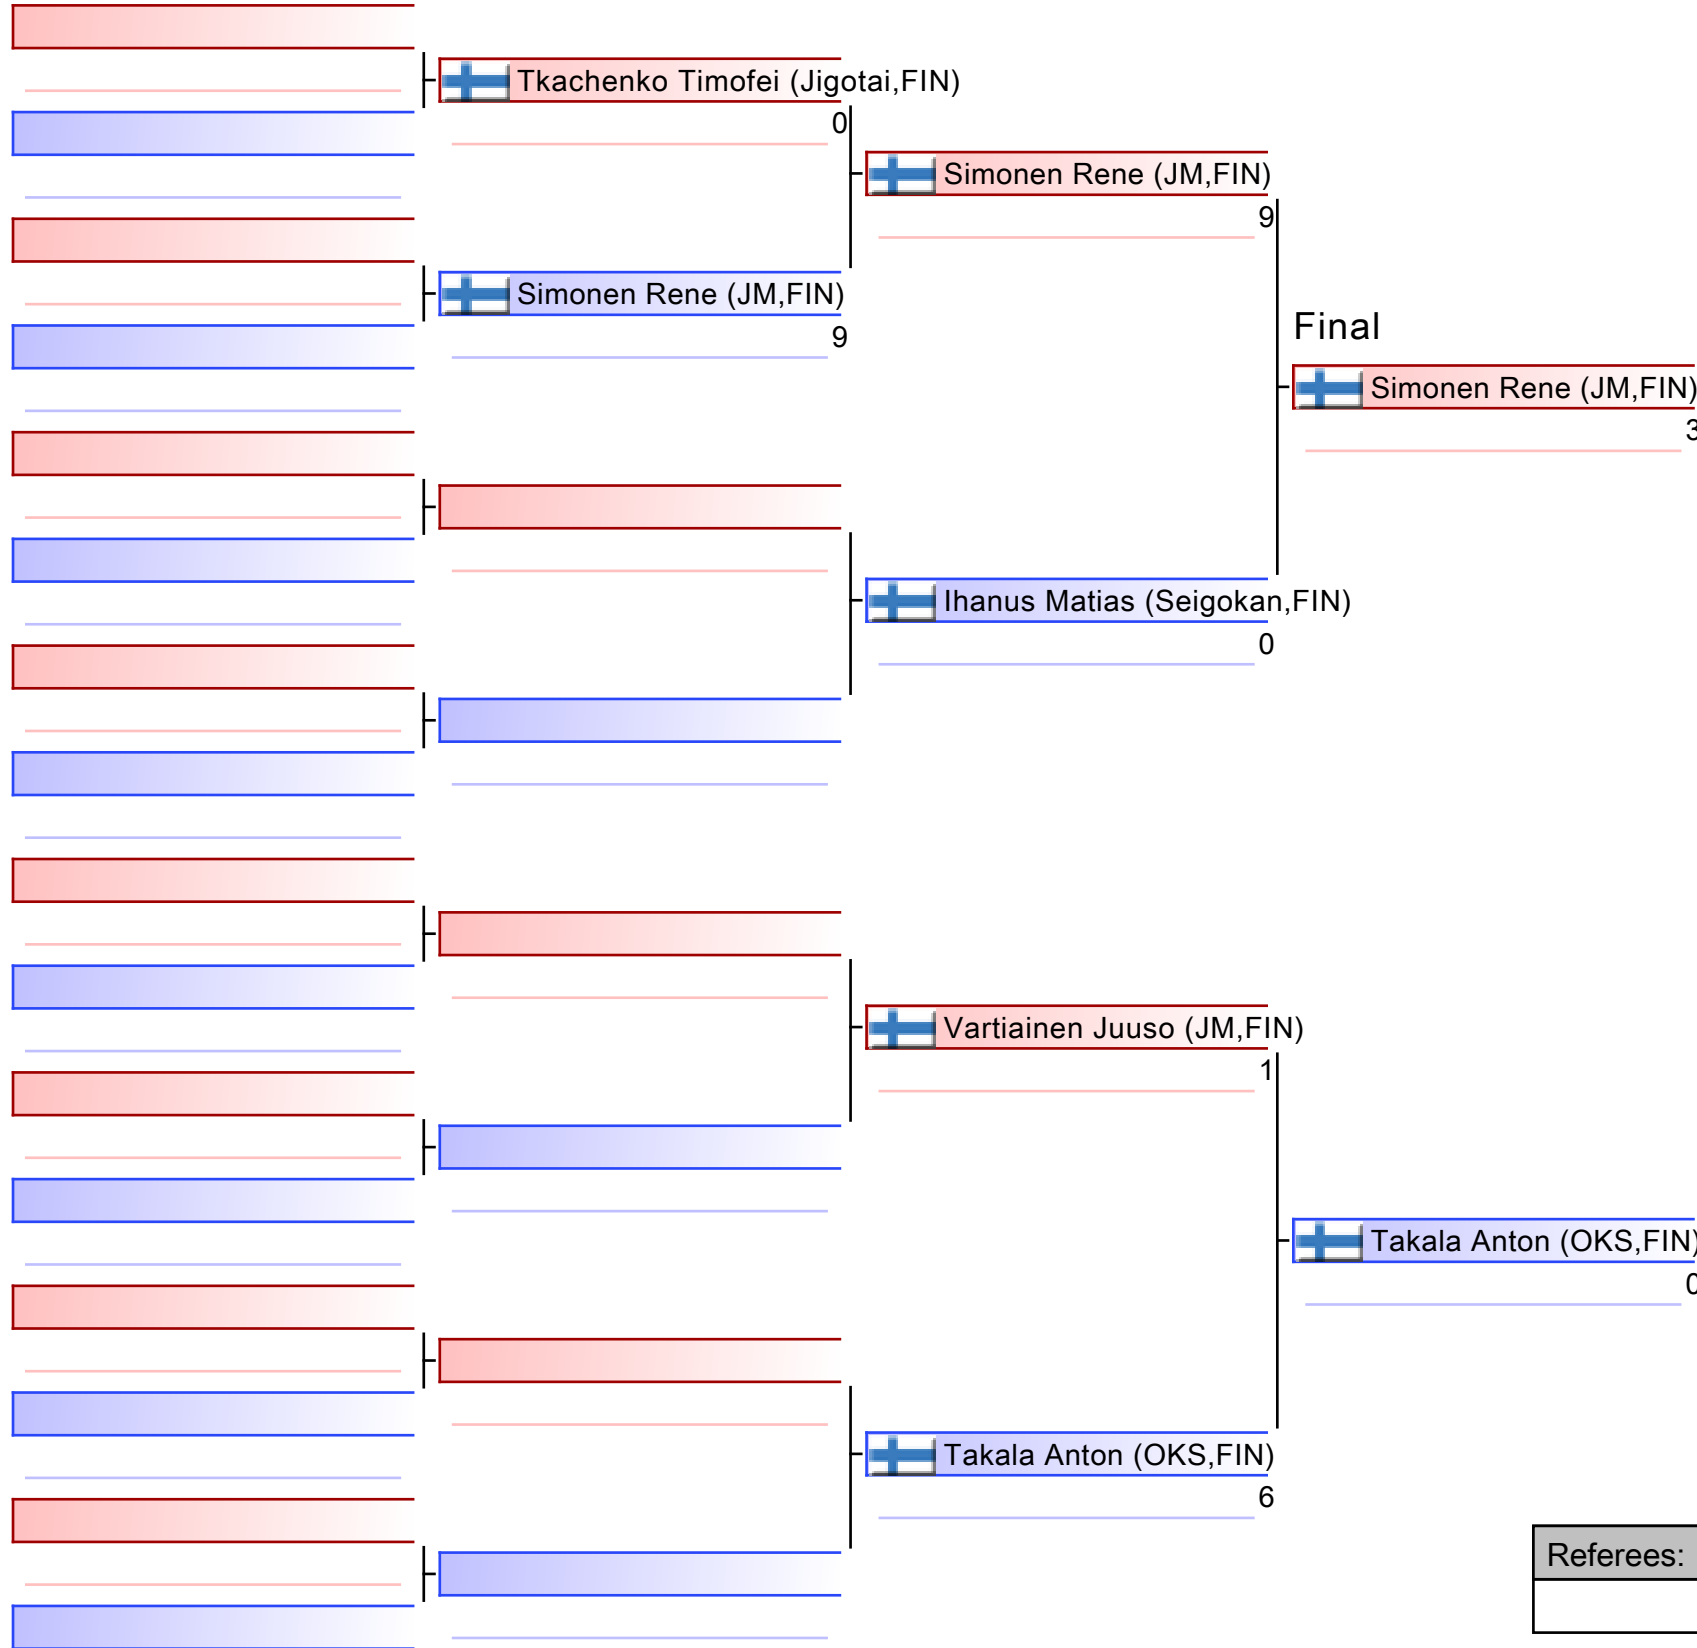 Tkachenko Timofei (Jigotai,FIN)
0
Simonen Rene (JM,FIN)
9
Simonen Rene (JM,FIN)
9
Final
Simonen Rene (JM,FIN)
3
Ihanus Matias (Seigokan,FIN)
0
Vartiainen Juuso (JM,FIN)
1
Takala Anton (OKS,FIN)
0
Takala Anton (OKS,FIN)
6
Referees: